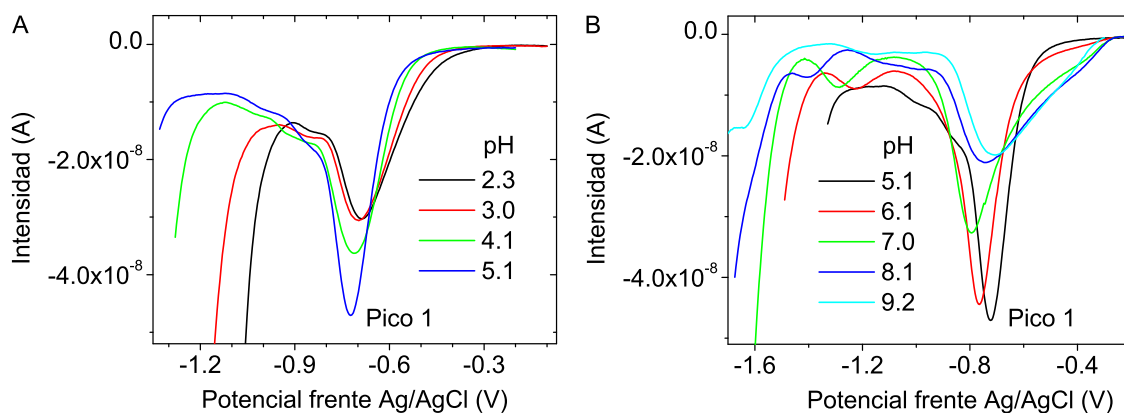 A
Intensidad (A)
0.0
-2.0x10⁻⁸
-4.0x10⁻⁸
pH
2.3
3.0
4.1
5.1
Pico 1
-1.2 -0.9 -0.6 -0.3
Potencial frente Ag/AgCl (V)
B
Intensidad (A)
0.0
-2.0x10⁻⁸
-4.0x10⁻⁸
pH
5.1
6.1
7.0
8.1
9.2
Pico 1
-1.6 -1.2 -0.8 -0.4
Potencial frente Ag/AgCl (V)